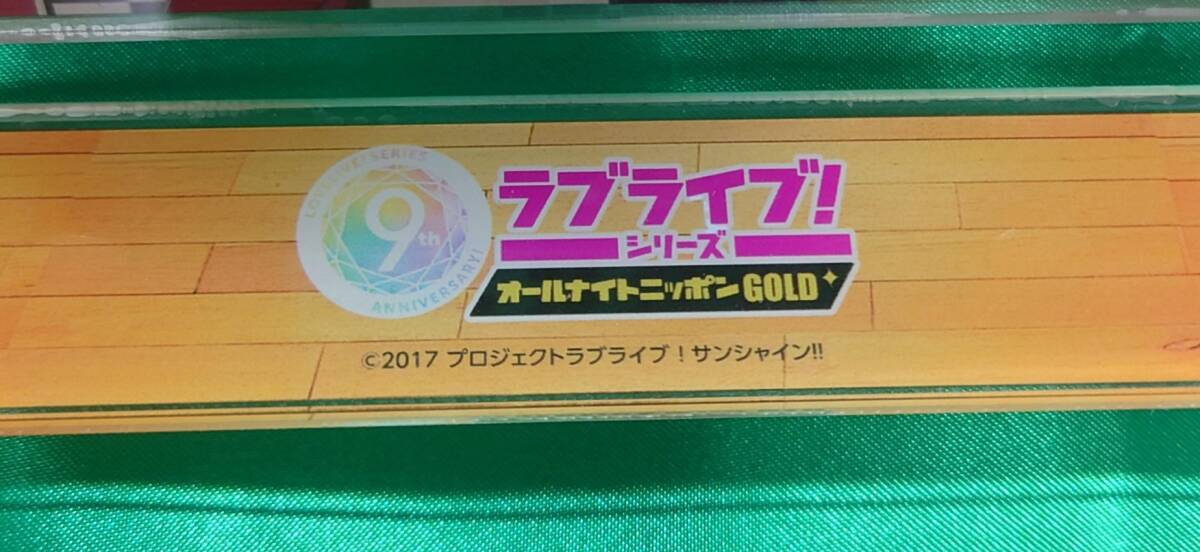 LOVELIVE! SERIES
9th
ANNIVERSARY!
ラブライブ!
シリーズ
オールナイトニッポンGOLD
©2017 プロジェクトラブライブ!サンシャイン!!